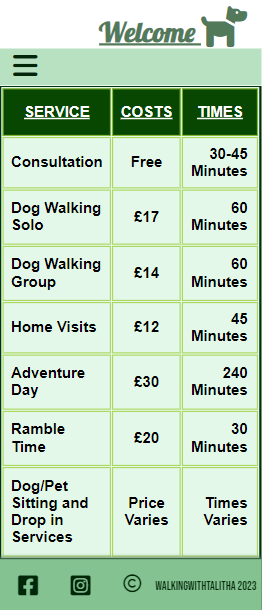 Welcome
SERVICE COSTS TIMES
Consultation Free 30-45 Minutes
Dog Walking Solo £17 60 Minutes
Dog Walking Group £14 60 Minutes
Home Visits £12 45 Minutes
Adventure Day £30 240 Minutes
Ramble Time £20 30 Minutes
Dog/Pet Sitting and Drop in Services Price Varies Times Varies
© WALKINGWITHTALITHA 2023